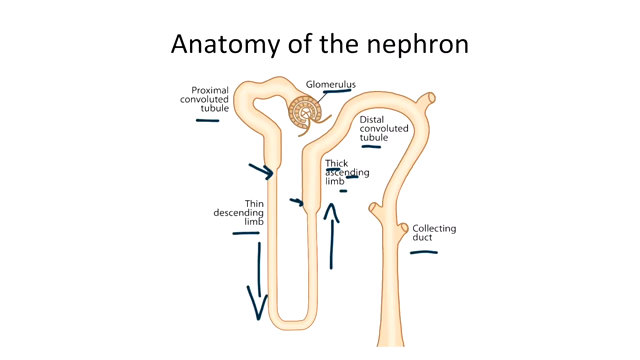 Anatomy of the nephron
Proximal
convoluted
tubule
Glomerulus
Distal
convoluted
tubule
Thick
ascending
limb
Thin
descending
limb
Collecting
duct